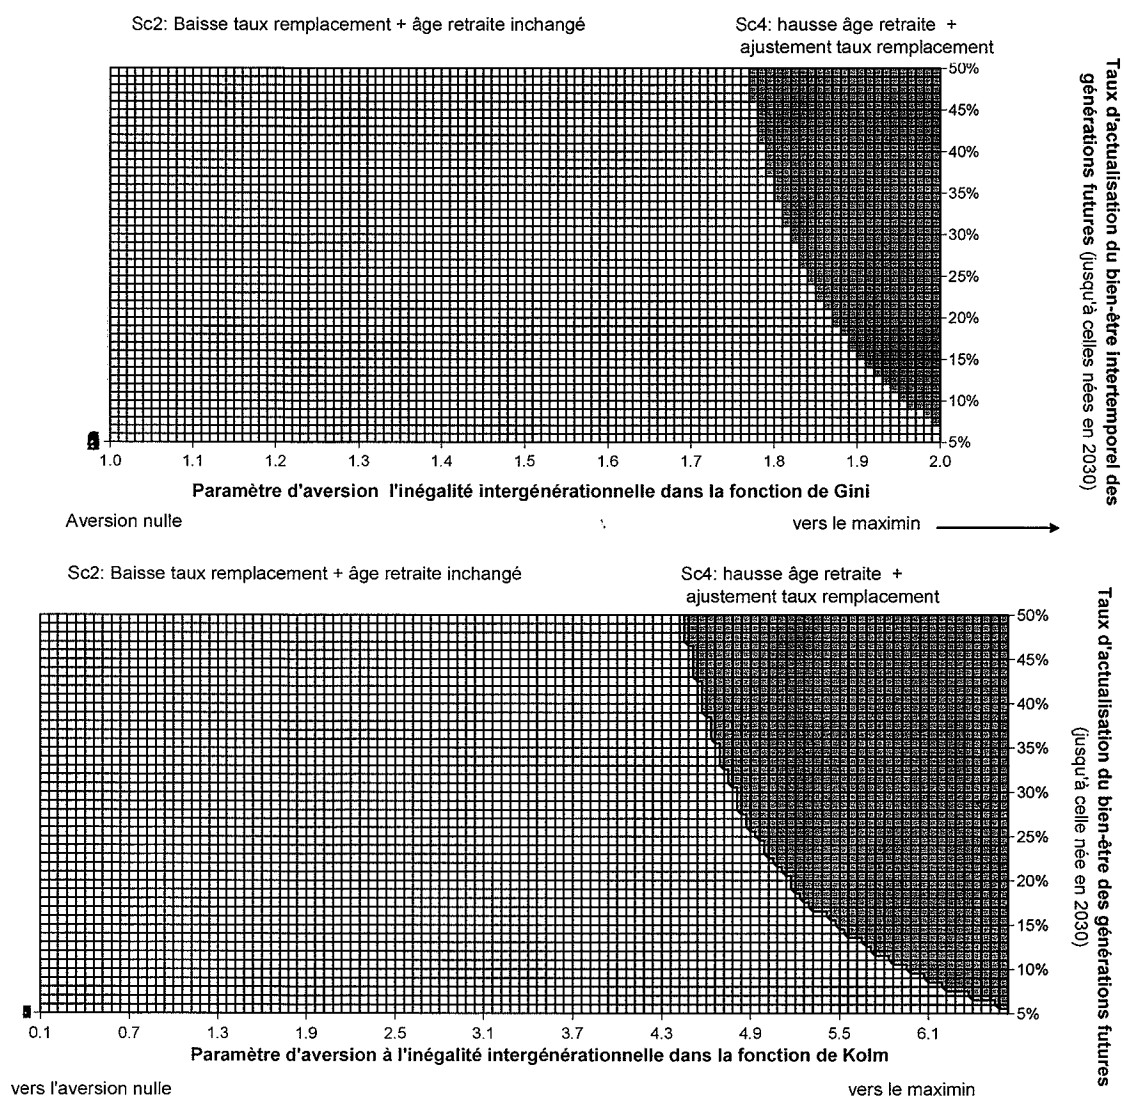 Sc2: Baisse taux remplacement + âge retraite inchangé
Sc4: hausse âge retraite +
ajustement taux remplacement
50%
45%
40%
35%
30%
25%
20%
15%
10%
5%
Taux d'actualisation du bien-être intertemporel des
générations futures (jusqu'à celles nées en 2030)
1.0 1.1 1.2 1.3 1.4 1.5 1.6 1.7 1.8 1.9 2.0
Paramètre d'aversion l'inégalité intergénérationnelle dans la fonction de Gini
Aversion nulle
vers le maximin
Sc2: Baisse taux remplacement + âge retraite inchangé
Sc4: hausse âge retraite +
ajustement taux remplacement
50%
45%
40%
35%
30%
25%
20%
15%
10%
5%
Taux d'actualisation du bien-être des générations futures
(jusqu'à celle née en 2030)
0.1 0.7 1.3 1.9 2.5 3.1 3.7 4.3 4.9 5.5 6.1
Paramètre d'aversion à l'inégalité intergénérationnelle dans la fonction de Kolm
vers l'aversion nulle
vers le maximin